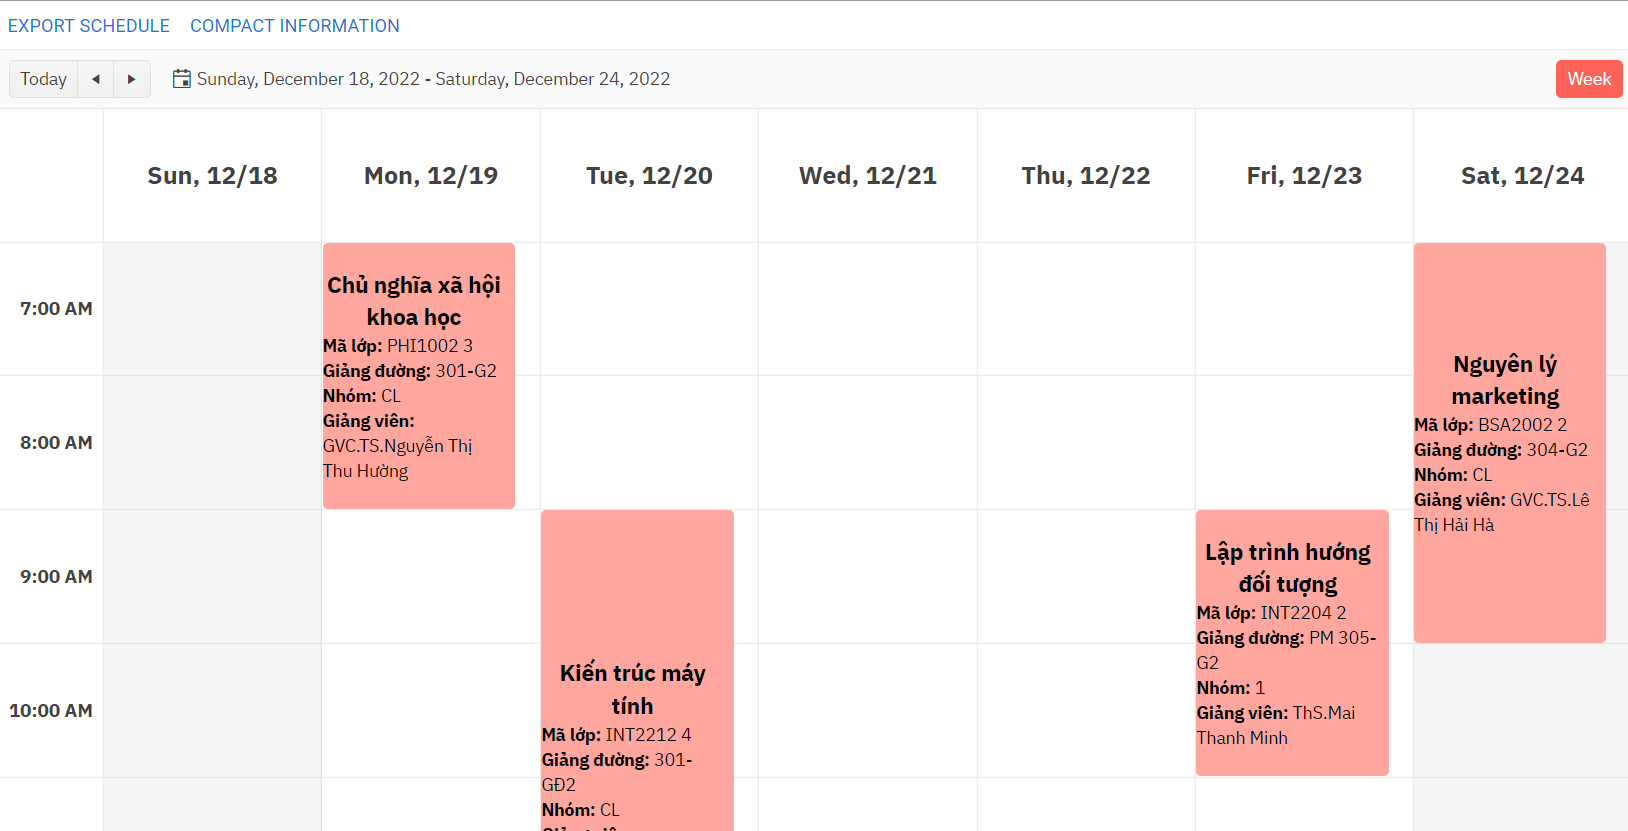 EXPORT SCHEDULE COMPACT INFORMATION
Today Sunday, December 18, 2022 - Saturday, December 24, 2022 Week
Sun, 12/18 Mon, 12/19 Tue, 12/20 Wed, 12/21 Thu, 12/22 Fri, 12/23 Sat, 12/24
7:00 AM
8:00 AM
9:00 AM
10:00 AM
Chủ nghĩa xã hội
khoa học
Mã lớp: PHI1002 3
Giảng đường: 301-G2
Nhóm: CL
Giảng viên:
GVC.TS.Nguyễn Thị
Thu Hường
Kiến trúc máy
tính
Mã lớp: INT2212 4
Giảng đường: 301-
GĐ2
Nhóm: CL
Giảng viên:
Lập trình hướng
đối tượng
Mã lớp: INT2204 2
Giảng đường: PM 305-
G2
Nhóm: 1
Giảng viên: ThS.Mai
Thanh Minh
Nguyên lý
marketing
Mã lớp: BSA2002 2
Giảng đường: 304-G2
Nhóm: CL
Giảng viên: GVC.TS.Lê
Thị Hải Hà